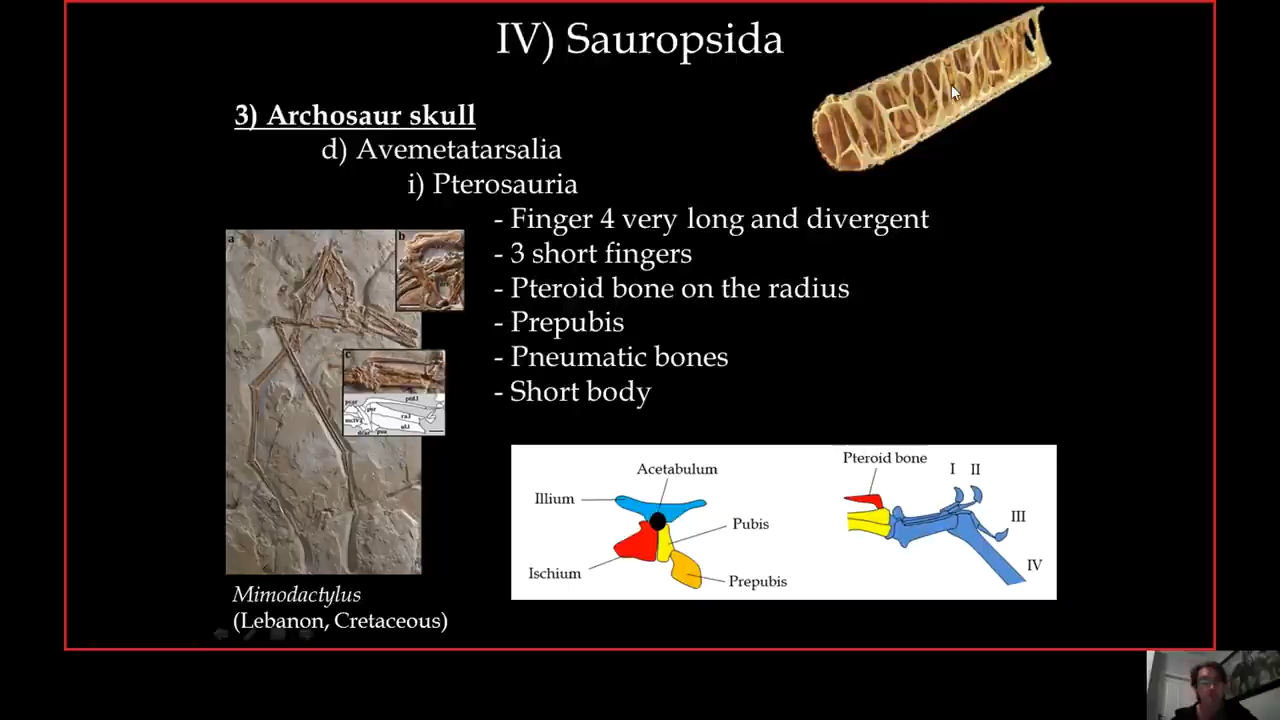 IV) Sauropsida
3) Archosaur skull
d) Avemetatarsalia
i) Pterosauria
- Finger 4 very long and divergent
- 3 short fingers
- Pteroid bone on the radius
- Prepubis
- Pneumatic bones
- Short body
a
b
c
Mimodactylus
(Lebanon, Cretaceous)
Acetabulum
Illium
Pubis
Ischium
Prepubis
Pteroid bone
I II
III
IV